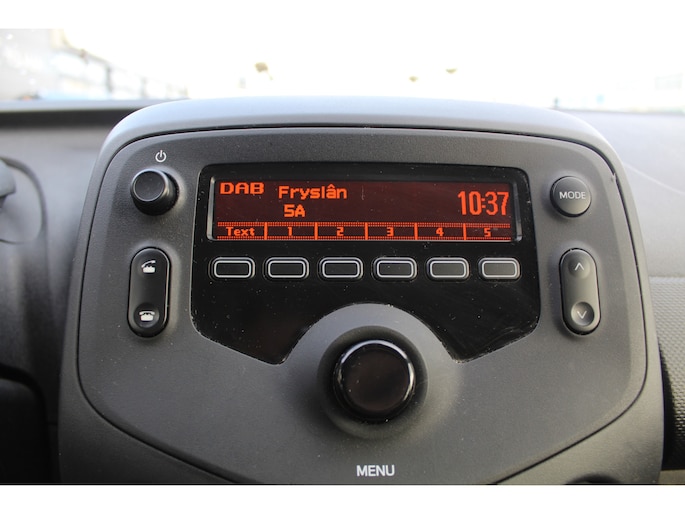 DAB Fryslân 10:37
5A
Text 1 2 3 4 5
MODE
MENU